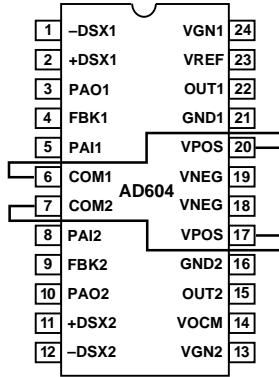 1 –DSX1 VGN1 24
2 +DSX1 VREF 23
3 PAO1 OUT1 22
4 FBK1 GND1 21
5 PAI1 VPOS 20
6 COM1 VNEG 19
AD604
7 COM2 VNEG 18
8 PAI2 VPOS 17
9 FBK2 GND2 16
10 PAO2 OUT2 15
11 +DSX2 VOCM 14
12 –DSX2 VGN2 13